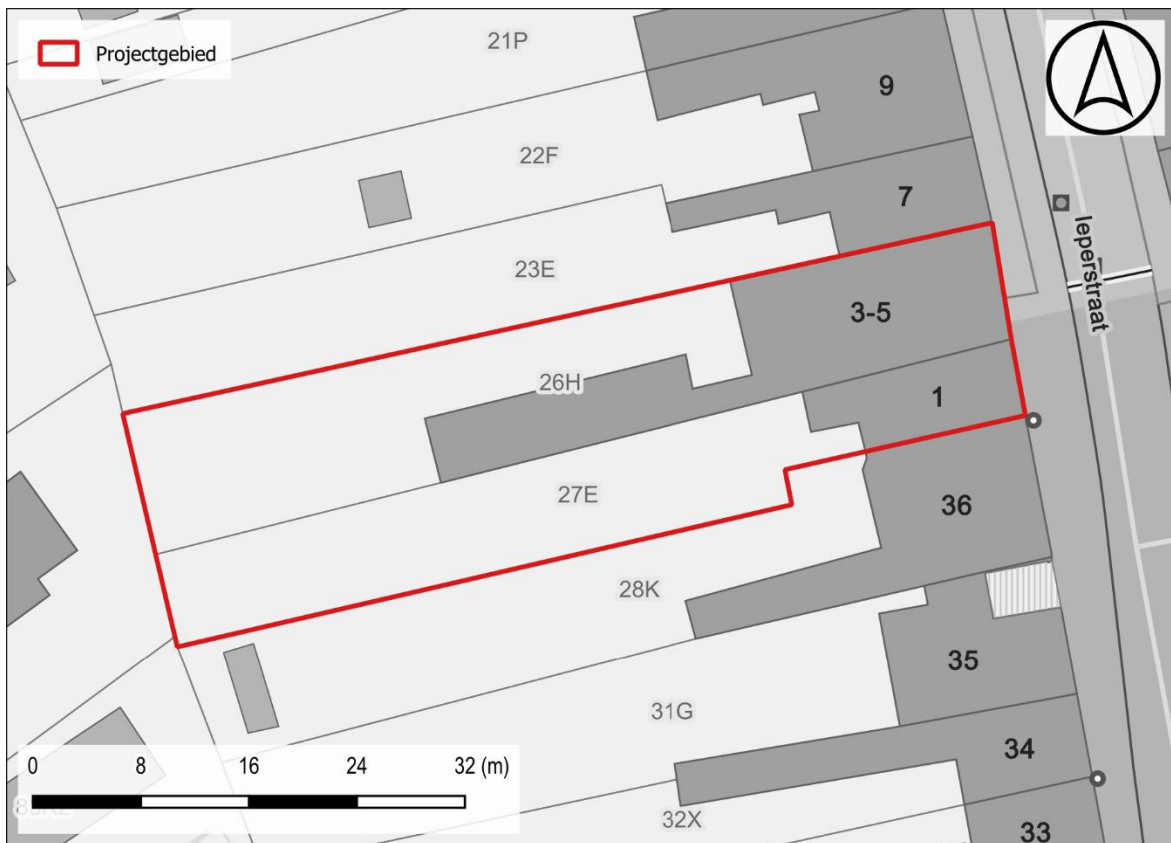 Projectgebied
21P
9
22F
7
Ieperstraat
23E
3-5
26H
1
27E
36
28K
35
31G
34
0 8 16 24 32 (m)
32X
33